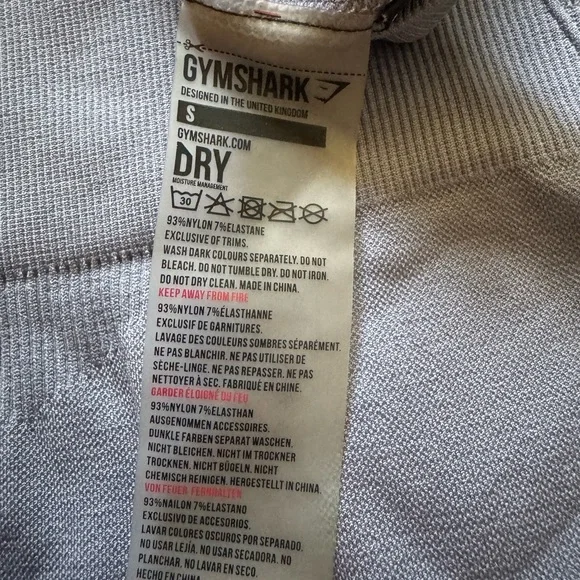 GYMSHARK
DESIGNED IN THE UNITED KINGDOM
S
GYMSHARK.COM
DRY
MOISTURE MANAGEMENT
30
93%NYLON 7%ELASTANE
EXCLUSIVE OF TRIMS.
WASH DARK COLOURS SEPARATELY. DO NOT
BLEACH. DO NOT TUMBLE DRY. DO NOT IRON.
DO NOT DRY CLEAN. MADE IN CHINA.
KEEP AWAY FROM FIRE
93%NYLON 7%ÉLASTHANNE
EXCLUSIF DE GARNITURES.
LAVAGE DES COULEURS SOMBRES SÉPARÉMENT.
NE PAS BLANCHIR. NE PAS UTILISER DE
SÈCHE-LINGE. NE PAS REPASSER. NE PAS
NETTOYER À SEC. FABRIQUÉ EN CHINE.
GARDER ÉLOIGNÉ DU FEU
93%NYLON 7%ELASTHAN
AUSGENOMMEN ACCESSOIRES.
DUNKLE FARBEN SEPARAT WASCHEN.
NICHT BLEICHEN. NICHT IM TROCKNER
TROCKNEN. NICHT BÜGELN. NICHT
CHEMISCH REINIGEN. HERGESTELLT IN CHINA.
VON FEUER FERNHALTEN
93%NAILON 7%ELASTANO
EXCLUSIVO DE ACCESORIOS.
LAVAR COLORES OSCUROS POR SEPARADO.
NO USAR LEJÍA. NO USAR SECADORA. NO
PLANCHAR. NO LAVAR EN SECO.
HECHO EN CHINA